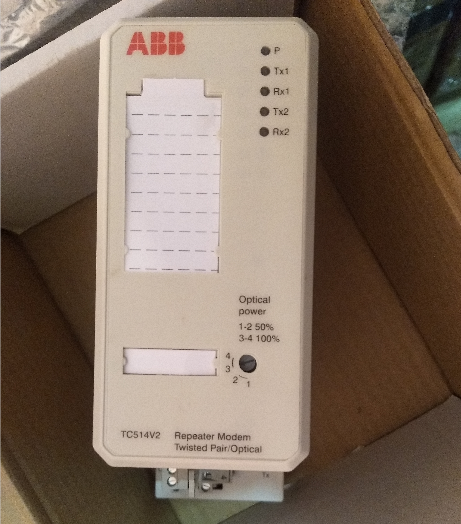 ABB
P
Tx1
Rx1
Tx2
Rx2
Optical
power
1-2 50%
3-4 100%
4
3
2
1
TC514V2 Repeater Modem
Twisted Pair/Optical